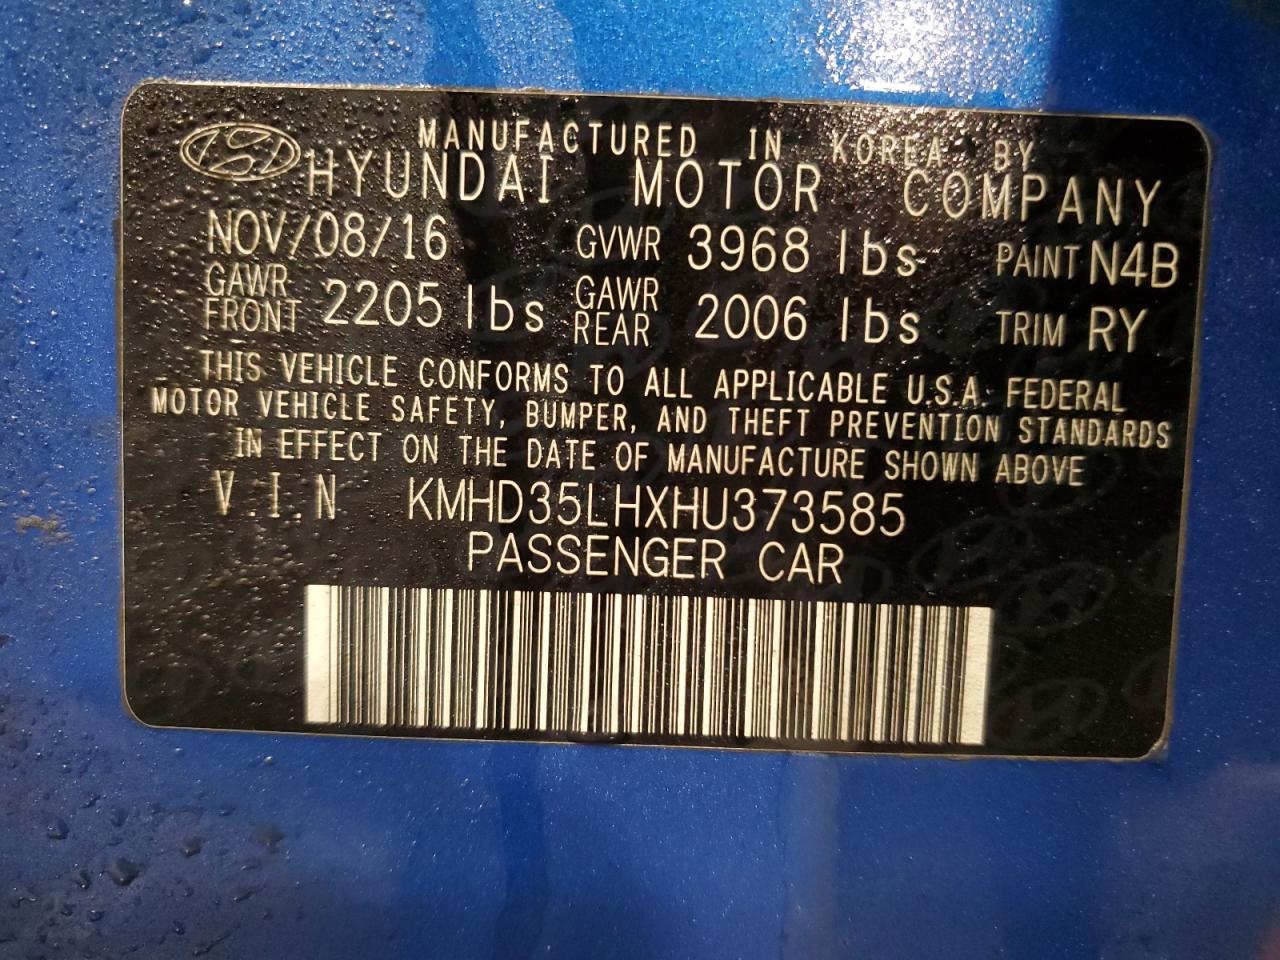 MANUFACTURED IN KOREA BY
HYUNDAI MOTOR COMPANY
NOV/08/16 GVWR 3968 lbs PAINT N4B
GAWR FRONT 2205 lbs GAWR REAR 2006 lbs TRIM RY
THIS VEHICLE CONFORMS TO ALL APPLICABLE U.S.A. FEDERAL
MOTOR VEHICLE SAFETY, BUMPER, AND THEFT PREVENTION STANDARDS
IN EFFECT ON THE DATE OF MANUFACTURE SHOWN ABOVE
V.I.N KMHD35LHXHU373585
PASSENGER CAR